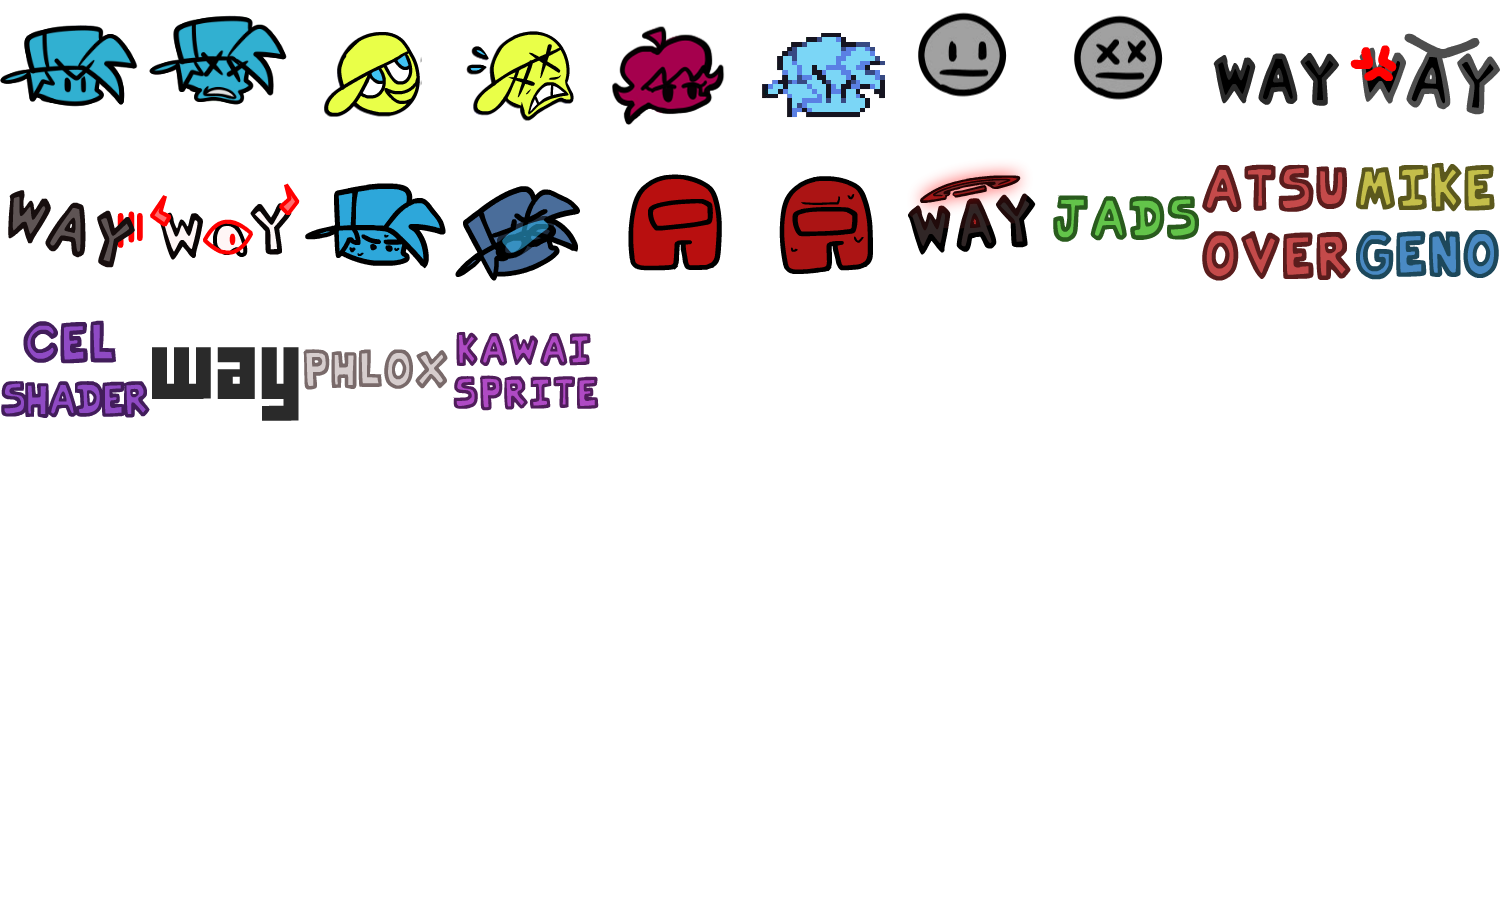 WAY
WAY
WAY!!!
WAY
WAY
JADS
ATSU
OVER
MIKE
GENO
CEL
SHADER
way
PHLOX
KAWAI
SPRITE